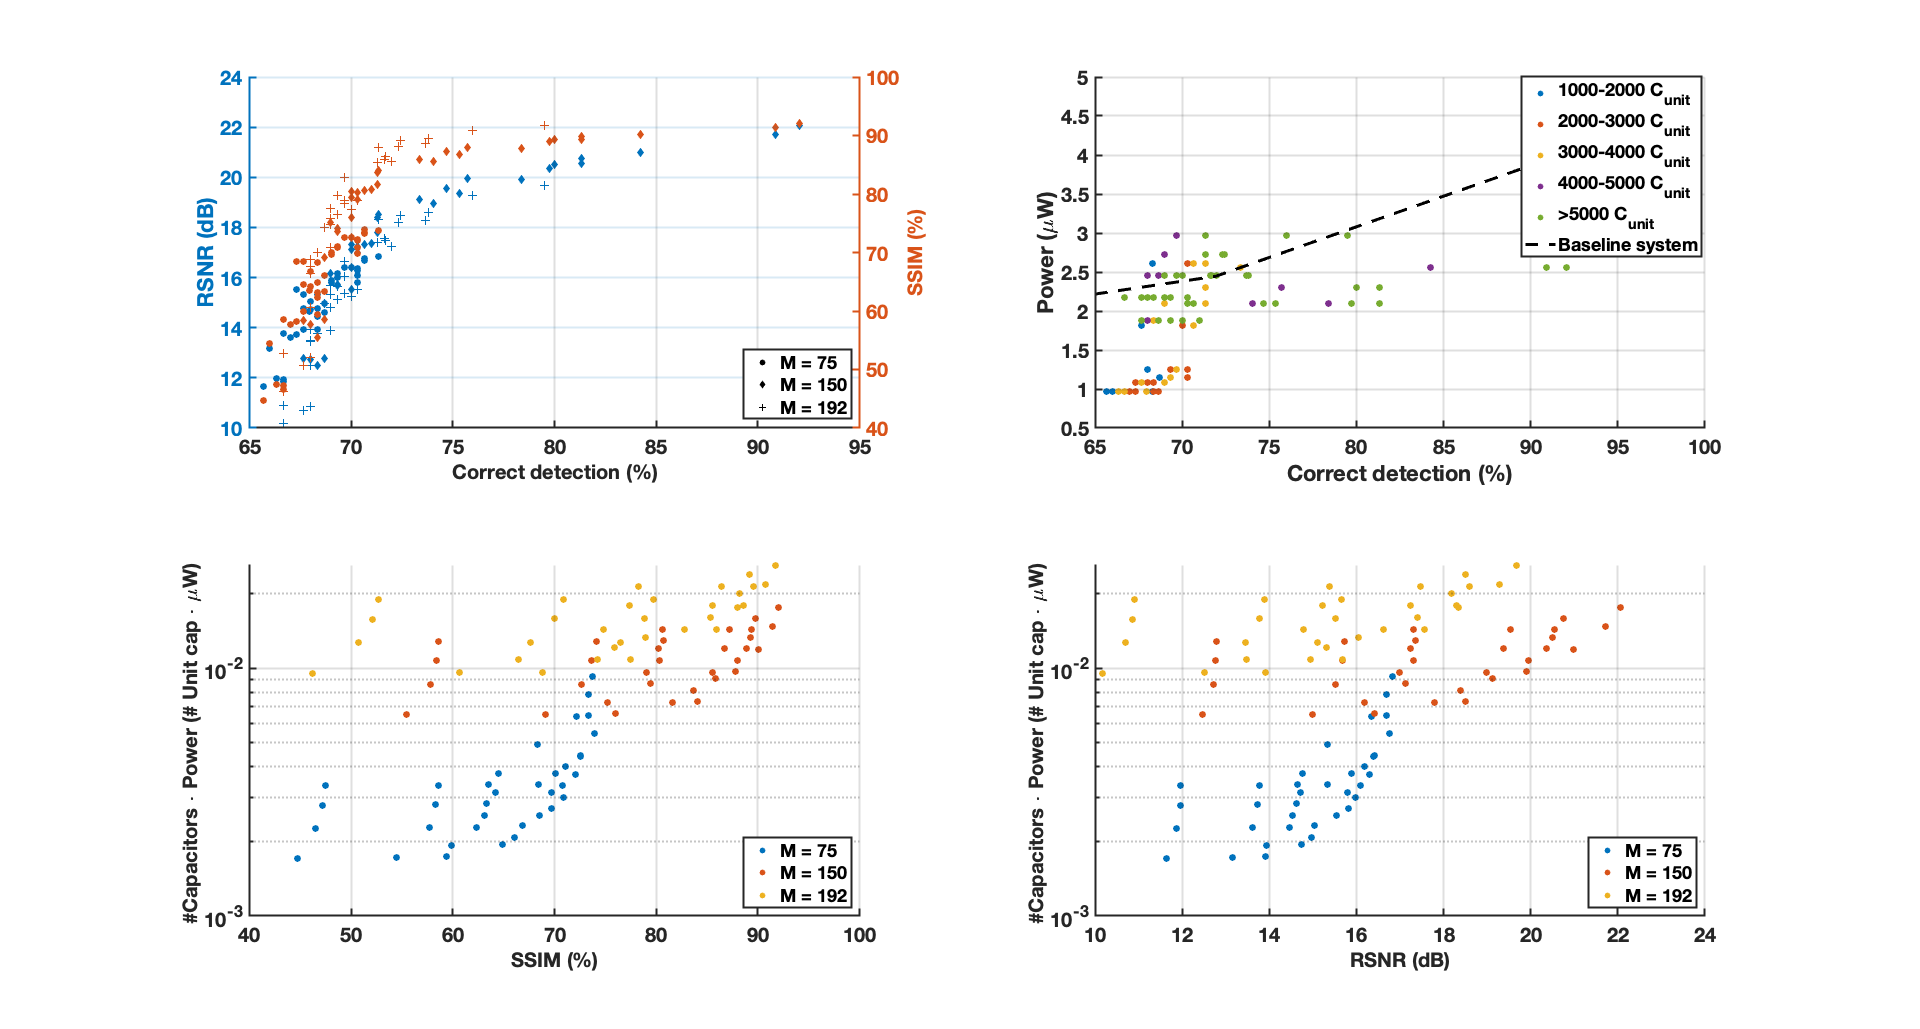 24
22
20
18
16
14
12
10
RSNR (dB)
100
90
80
70
60
50
40
SSIM (%)
M = 75
M = 150
M = 192
65 70 75 80 85 90 95
Correct detection (%)
5
4.5
4
3.5
3
2.5
2
1.5
1
0.5
Power (μW)
1000-2000 Cunit
2000-3000 Cunit
3000-4000 Cunit
4000-5000 Cunit
>5000 Cunit
Baseline system
65 70 75 80 85 90 95 100
Correct detection (%)
#Capacitors · Power (# Unit cap · μW)
10-2
10-3
M = 75
M = 150
M = 192
40 50 60 70 80 90 100
SSIM (%)
#Capacitors · Power (# Unit cap · μW)
10-2
10-3
M = 75
M = 150
M = 192
10 12 14 16 18 20 22 24
RSNR (dB)